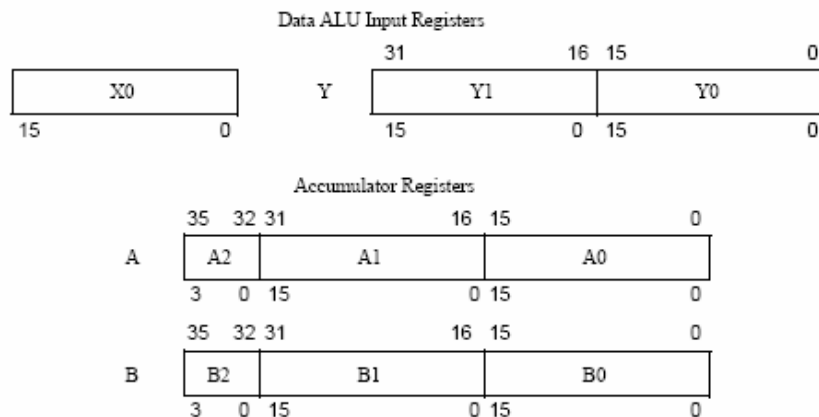 Data ALU Input Registers
31 16 15 0
X0 Y Y1 Y0
15 0 15 0 15 0
Accumulator Registers
35 32 31 16 15 0
A A2 A1 A0
3 0 15 0 15 0
35 32 31 16 15 0
B B2 B1 B0
3 0 15 0 15 0